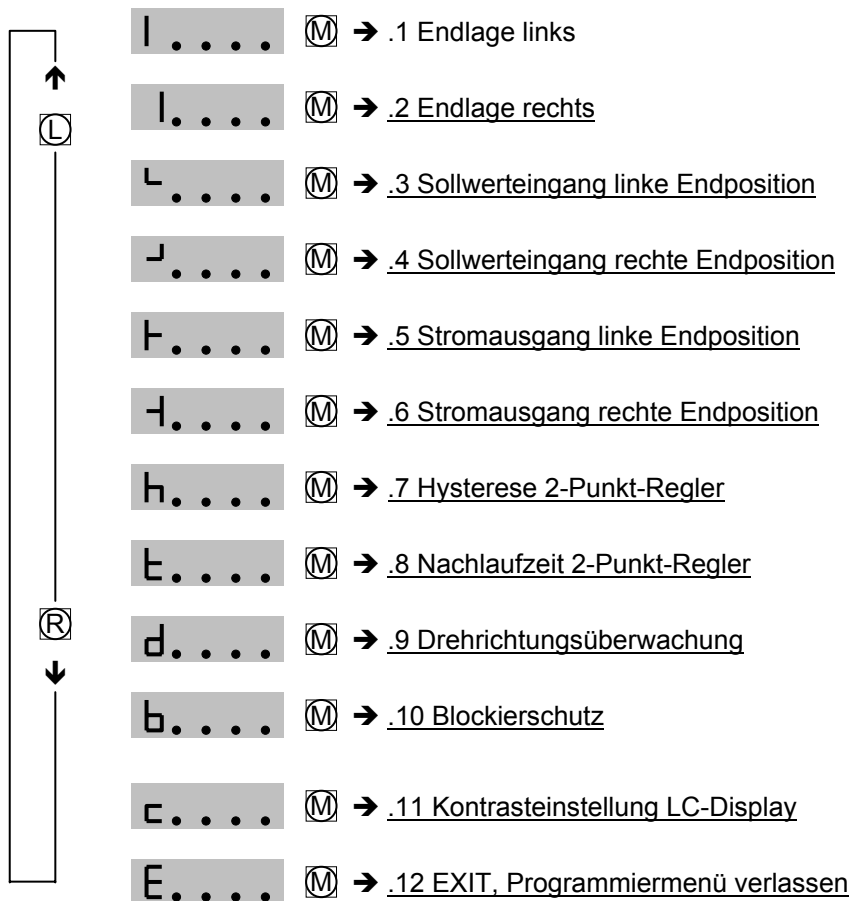 I . . . . Ⓜ ➔ .1 Endlage links
I. . . . Ⓜ ➔ .2 Endlage rechts
Ⓛ
. . . . Ⓜ ➔ .3 Sollwerteingang linke Endposition
. . . . Ⓜ ➔ .4 Sollwerteingang rechte Endposition
. . . . Ⓜ ➔ .5 Stromausgang linke Endposition
. . . . Ⓜ ➔ .6 Stromausgang rechte Endposition
h. . . . Ⓜ ➔ .7 Hysterese 2-Punkt-Regler
t. . . . Ⓜ ➔ .8 Nachlaufzeit 2-Punkt-Regler
Ⓡ
d. . . . Ⓜ ➔ .9 Drehrichtungsüberwachung
b. . . . Ⓜ ➔ .10 Blockierschutz
c. . . . Ⓜ ➔ .11 Kontrasteinstellung LC-Display
E. . . . Ⓜ ➔ .12 EXIT, Programmiermenü verlassen